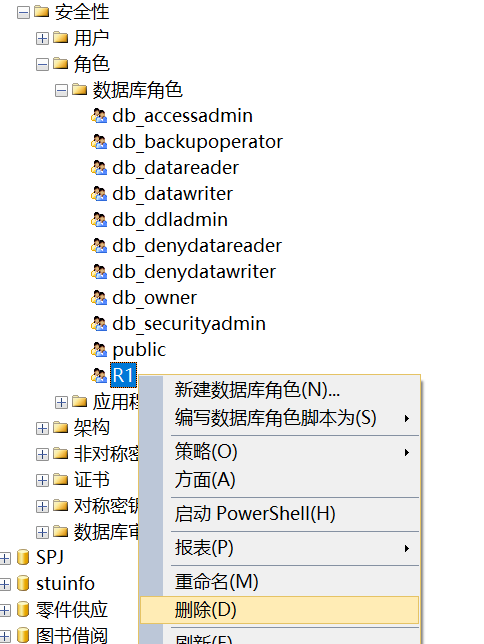 安全性
用户
角色
数据库角色
db_accessadmin
db_backupoperator
db_datareader
db_datawriter
db_ddladmin
db_denydatareader
db_denydatawriter
db_owner
db_securityadmin
public
R1
新建数据库角色(N)...
应用程
编写数据库角色脚本为(S)
架构
策略(O)
非对称密
方面(A)
证书
对称密钥
启动 PowerShell(H)
数据库审
报表(P)
SPJ
stuinfo
重命名(M)
零件供应
删除(D)
图书借阅
刷新(F)